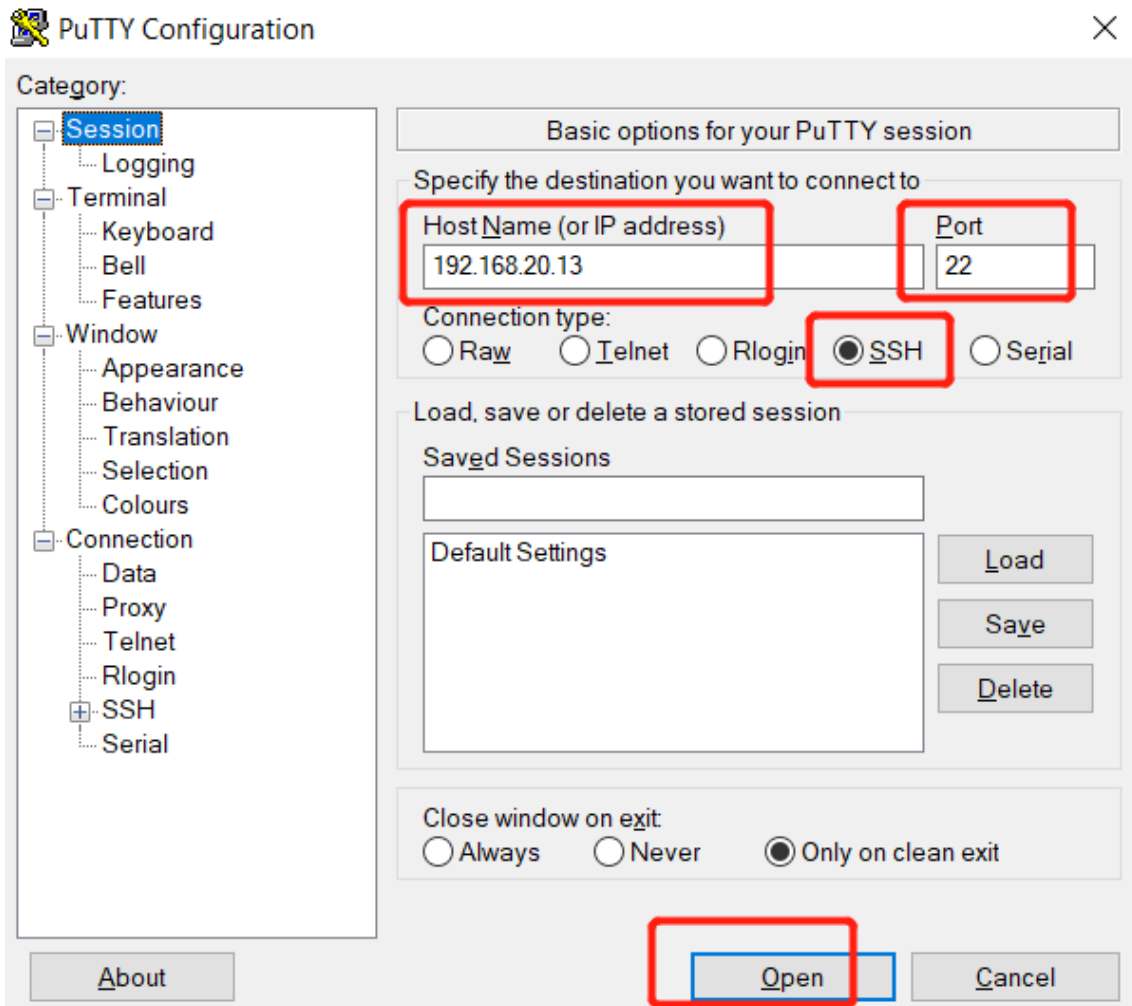 PuTTY Configuration
Category:
Session
Logging
Terminal
Keyboard
Bell
Features
Window
Appearance
Behaviour
Translation
Selection
Colours
Connection
Data
Proxy
Telnet
Rlogin
SSH
Serial
Basic options for your PuTTY session
Specify the destination you want to connect to
Host Name (or IP address) Port
192.168.20.13 22
Connection type:
Raw Telnet Rlogin SSH Serial
Load, save or delete a stored session
Saved Sessions
Default Settings
Load
Save
Delete
Close window on exit:
Always Never Only on clean exit
About Open Cancel